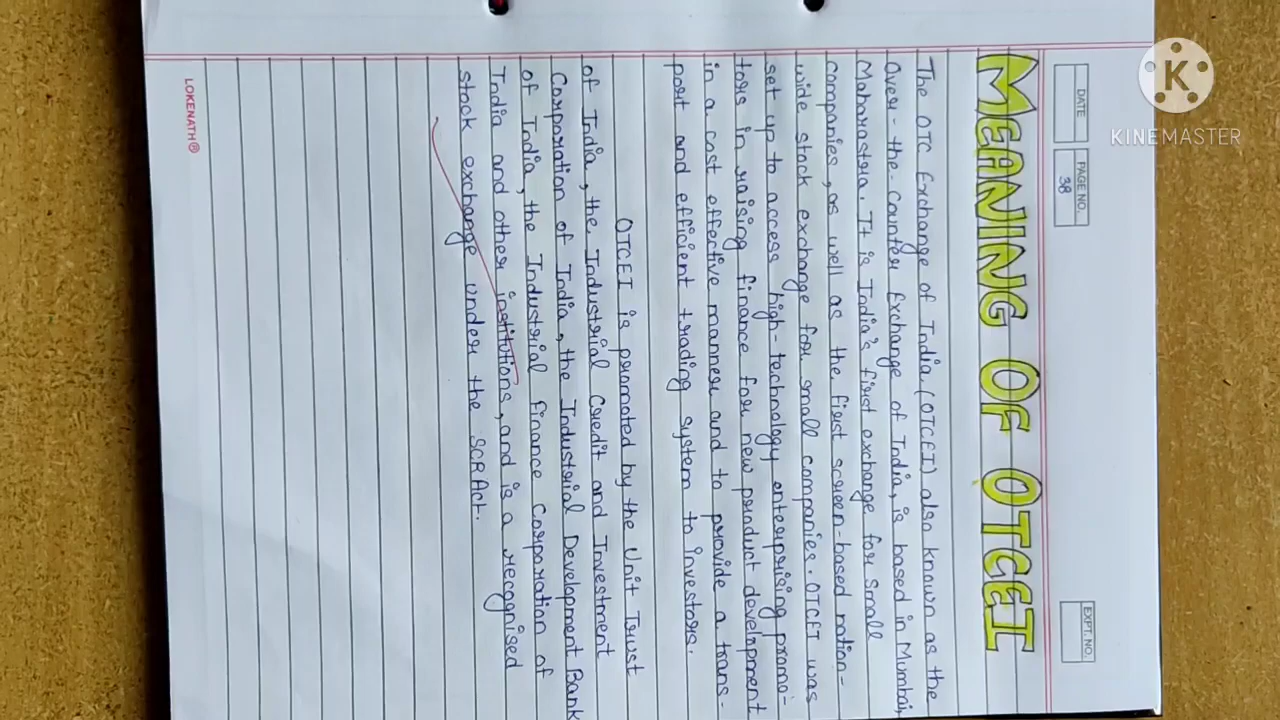 DATE
PAGE NO.
38
EXPT. NO.
MEANING OF OTCEI
The OTC Exchange of India (OTCEI) also known as the
Over-the-Counter Exchange of India, is based in Mumbai,
Maharastra. It is India's first exchange for small
companies, as well as the first screen-based nation-
wide stock exchange for small companies. OTCEI was
set up to access high-technology enterprising promo-
tors in raising finance for new product development
in a cost effective manner and to provide a trans-
part and efficient trading system to investors.
OTCEI is promoted by the Unit Trust
of India, the Industrial Credit and Investment
Corporation of India, the Industrial Development Bank
of India, the Industrial Finance Corporation of
India and other institutions, and is a recognised
stock exchange under the SCR Act.
LOKENATH®
K
KINEMASTER